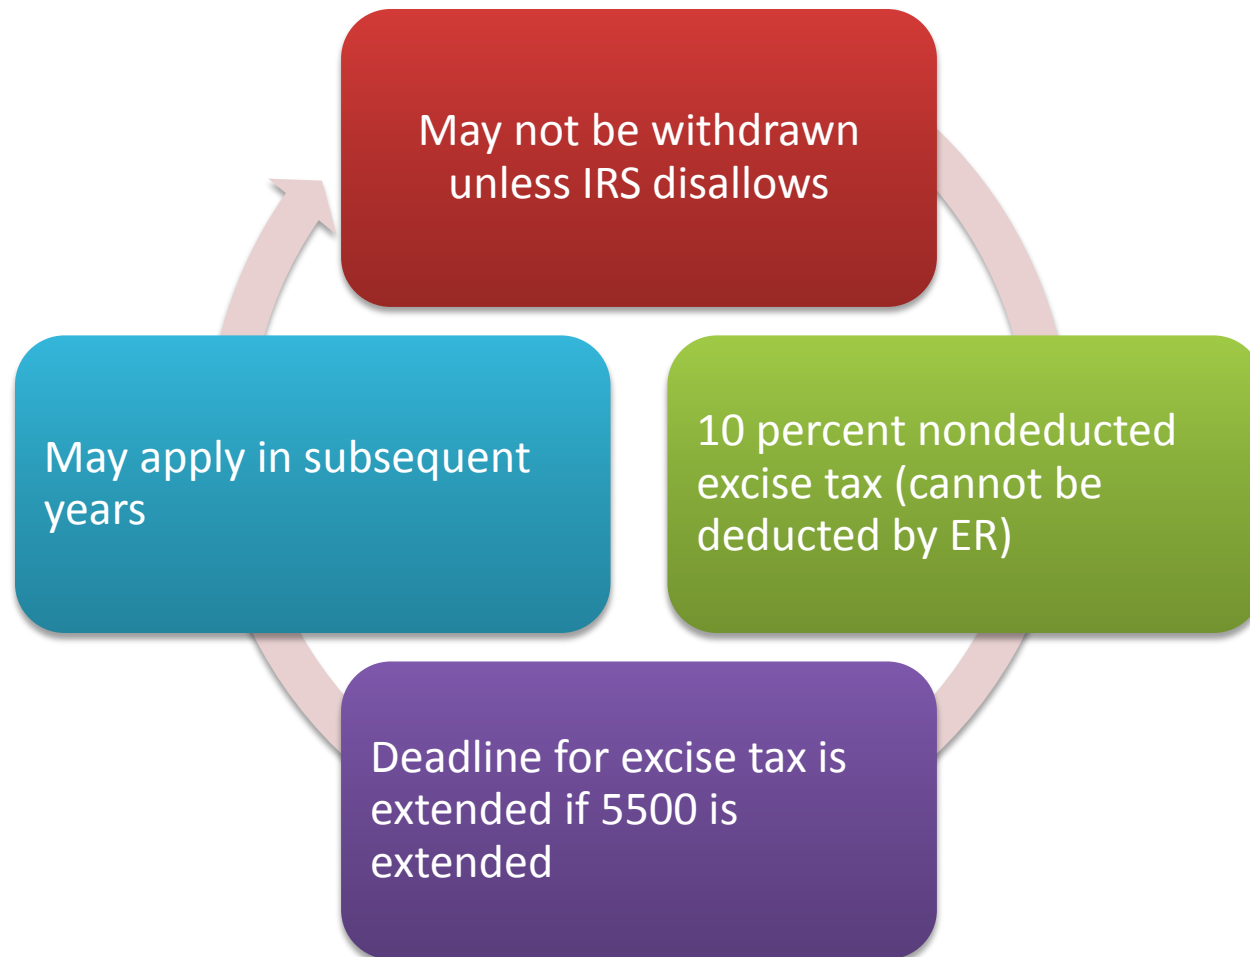 May not be withdrawn
unless IRS disallows
10 percent nondeducted
excise tax (cannot be
deducted by ER)
Deadline for excise tax is
extended if 5500 is
extended
May apply in subsequent
years